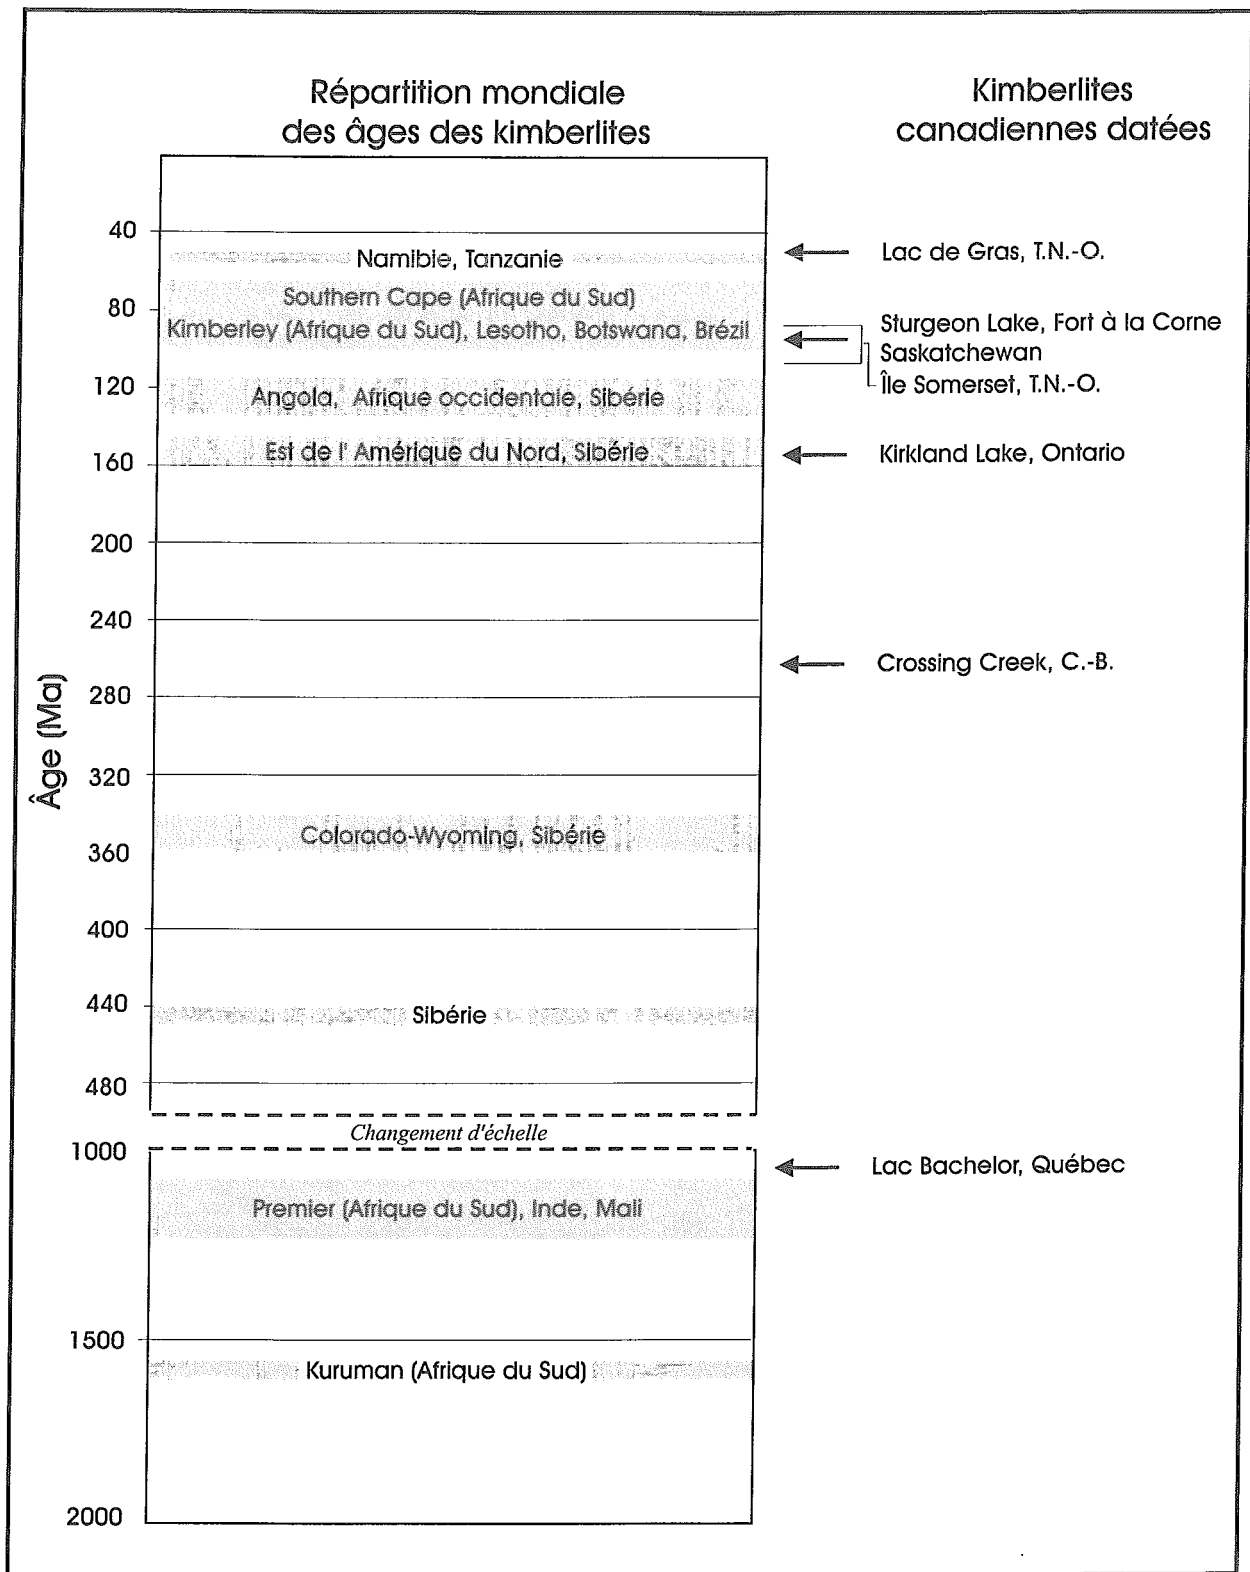 Répartition mondiale
des âges des kimberlites
Kimberlites
canadiennes datées
Âge (Ma)
40
Namibie, Tanzanie
Lac de Gras, T.N.-O.
Southern Cape (Afrique du Sud)
80
Kimberley (Afrique du Sud), Lesotho, Botswana, Brézil
Sturgeon Lake, Fort à la Corne
Saskatchewan
Île Somerset, T.N.-O.
120
Angola, Afrique occidentale, Sibérie
Est de l' Amérique du Nord, Sibérie
160
Kirkland Lake, Ontario
200
240
Crossing Creek, C.-B.
280
320
Colorado-Wyoming, Sibérie
360
400
440
Sibérie
480
Changement d'échelle
1000
Lac Bachelor, Québec
Premier (Afrique du Sud), Inde, Mali
1500
Kuruman (Afrique du Sud)
2000